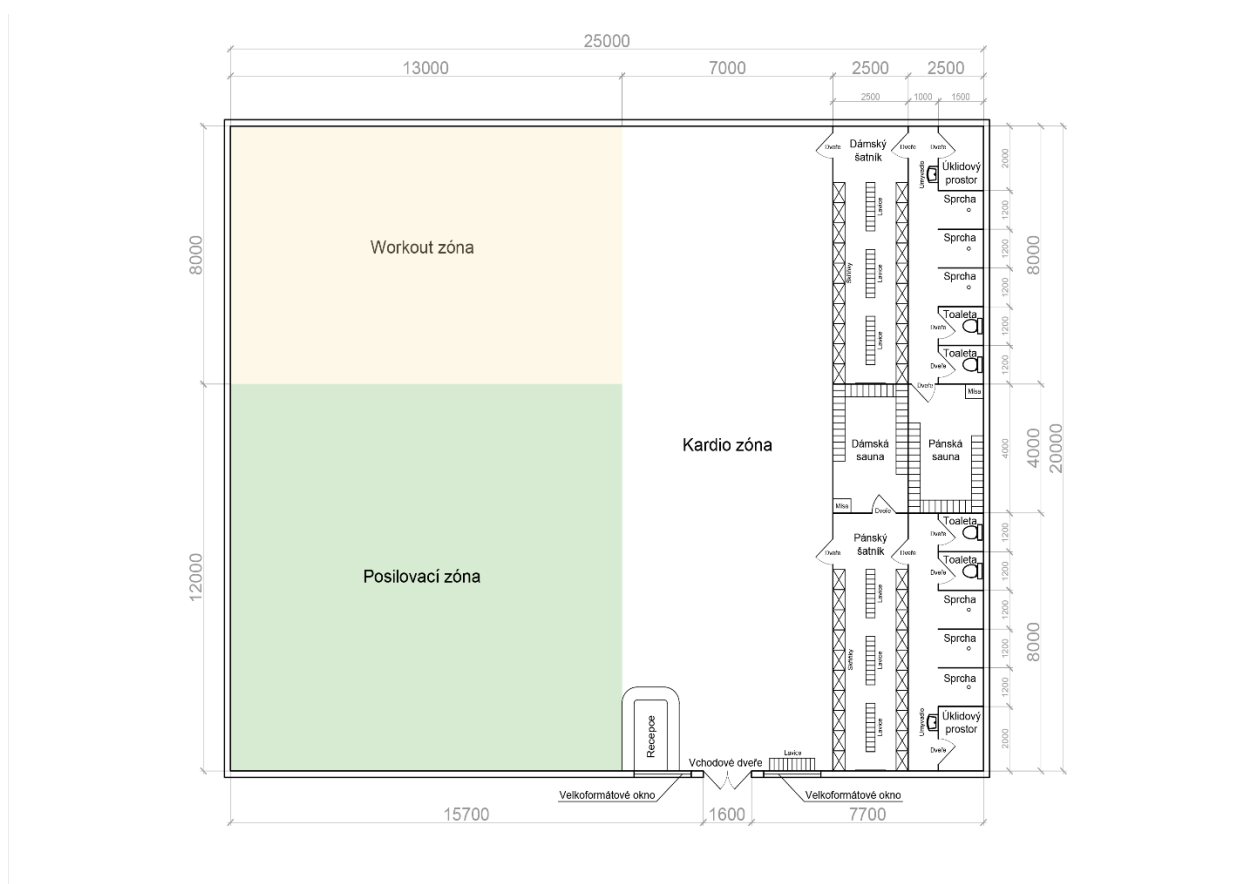 25000
13000
7000
2500
2500
2500
1000
1500
Dveře
Dámský
šatník
Dveře
Dveře
Umyvadlo
Úklidový
prostor
2000
Lavice
Sprcha
1200
Workout zóna
8000
Skříňky
Lavice
Sprcha
1200
8000
Sprcha
1200
Lavice
Toaleta
Dveře
1200
Toaleta
Dveře
1200
Dveře
Mísa
Kardio zóna
Dámská
sauna
Pánská
sauna
4000
4000
20000
Mísa
Dveře
Pánský
šatník
Dveře
Dveře
Toaleta
Dveře
1200
Toaleta
Dveře
1200
Posilovací zóna
12000
Lavice
Sprcha
1200
Skříňky
Lavice
Sprcha
1200
8000
Sprcha
1200
Lavice
Umyvadlo
Úklidový
prostor
Dveře
2000
Recepce
Vchodové dveře
Lavice
Velkoformátové okno
Velkoformátové okno
15700
1600
7700